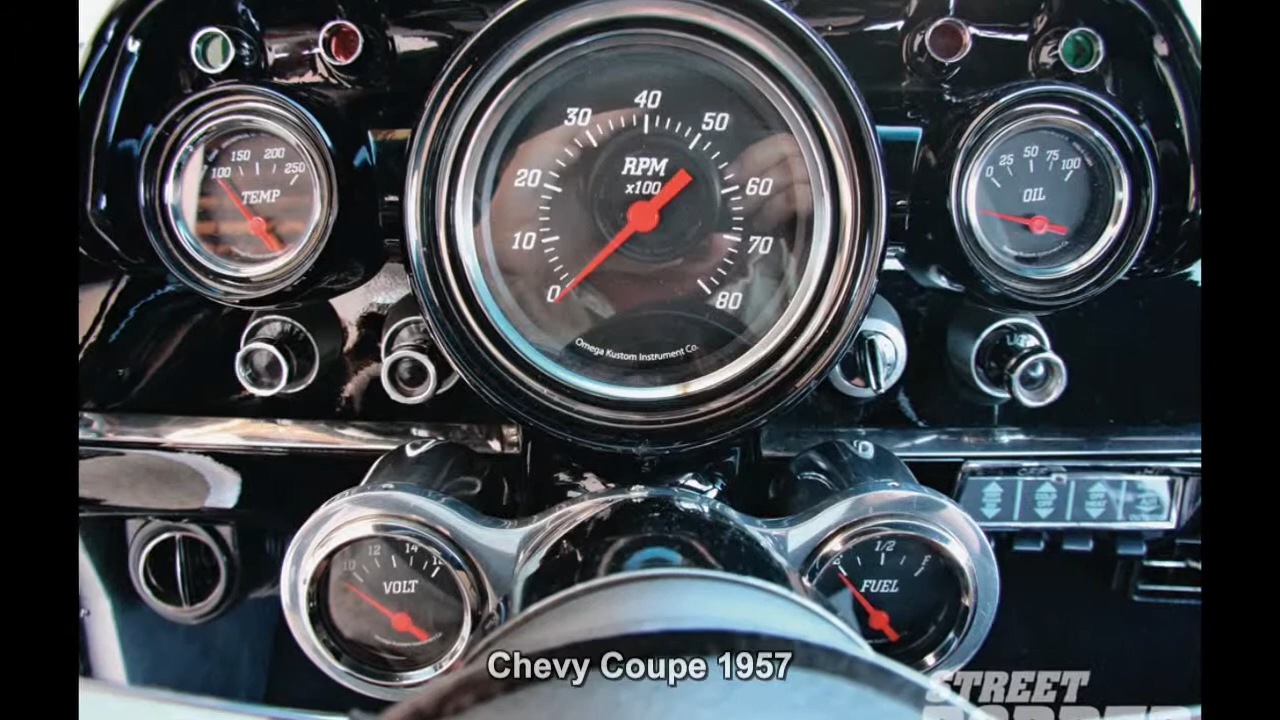 30 40 50
20 60
10 70
0 80
RPM
x100
Omega Kustom Instrument Co.
100 150 200 250
TEMP
0 25 50 75 100
OIL
10 12 14
VOLT
E 1/2 F
FUEL
Chevy Coupe 1957
STREET